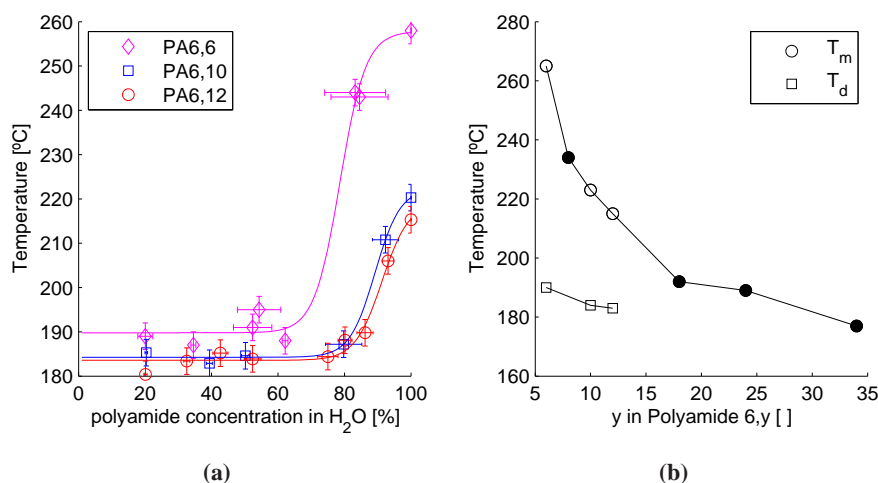 260
250
240
230
220
210
200
190
180
Temperature [ºC]
PA6,6
PA6,10
PA6,12
0 20 40 60 80 100
polyamide concentration in H2O [%]
(a)
280
260
240
220
200
180
160
Temperature [ºC]
Tm
Td
5 10 15 20 25 30 35
y in Polyamide 6,y [ ]
(b)